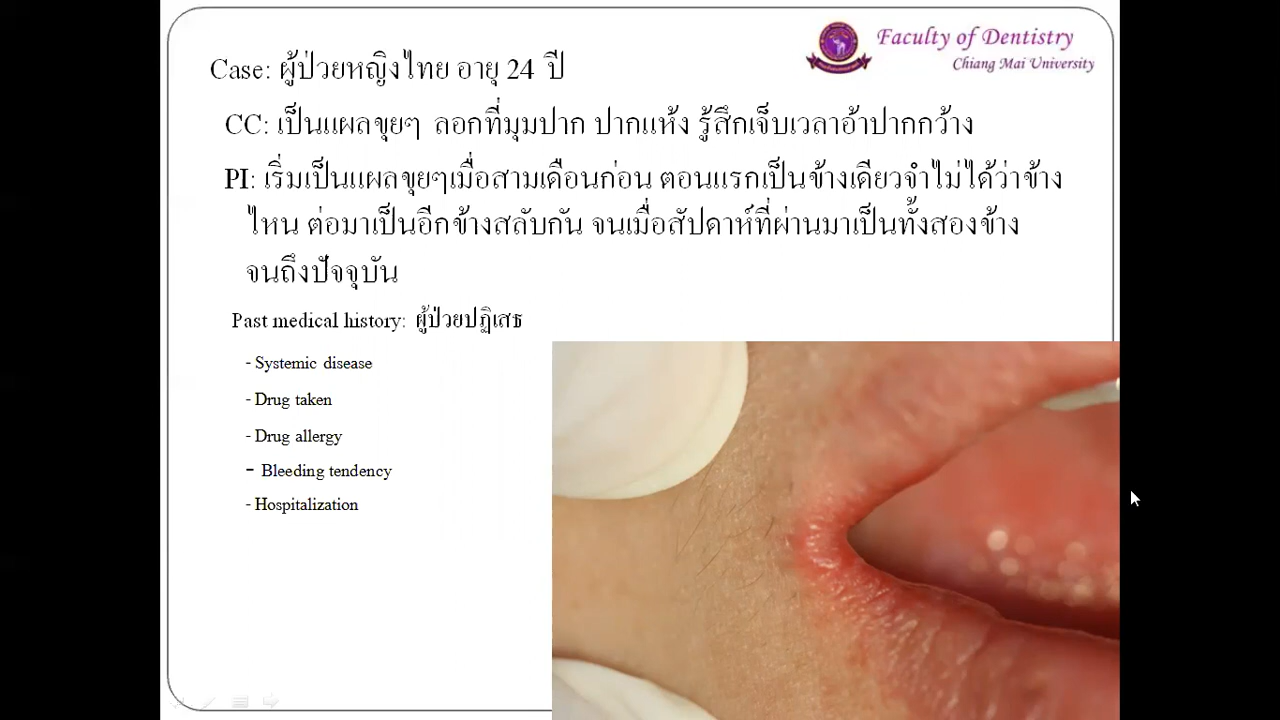 Faculty of Dentistry
Chiang Mai University
Case: ผู้ป่วยหญิงไทย อายุ 24 ปี
CC: เป็นแผลขุยๆ ลอกที่มุมปาก ปากแห้ง รู้สึกเจ็บเวลาอ้าปากกว้าง
PI: เริ่มเป็นแผลขุยๆเมื่อสามเดือนก่อน ตอนแรกเป็นข้างเดียวจำไม่ได้ว่าข้าง
ไหน ต่อมาเป็นอีกข้างสลับกัน จนเมื่อสัปดาห์ที่ผ่านมาเป็นทั้งสองข้าง
จนถึงปัจจุบัน
Past medical history: ผู้ป่วยปฏิเสธ
- Systemic disease
- Drug taken
- Drug allergy
- Bleeding tendency
- Hospitalization